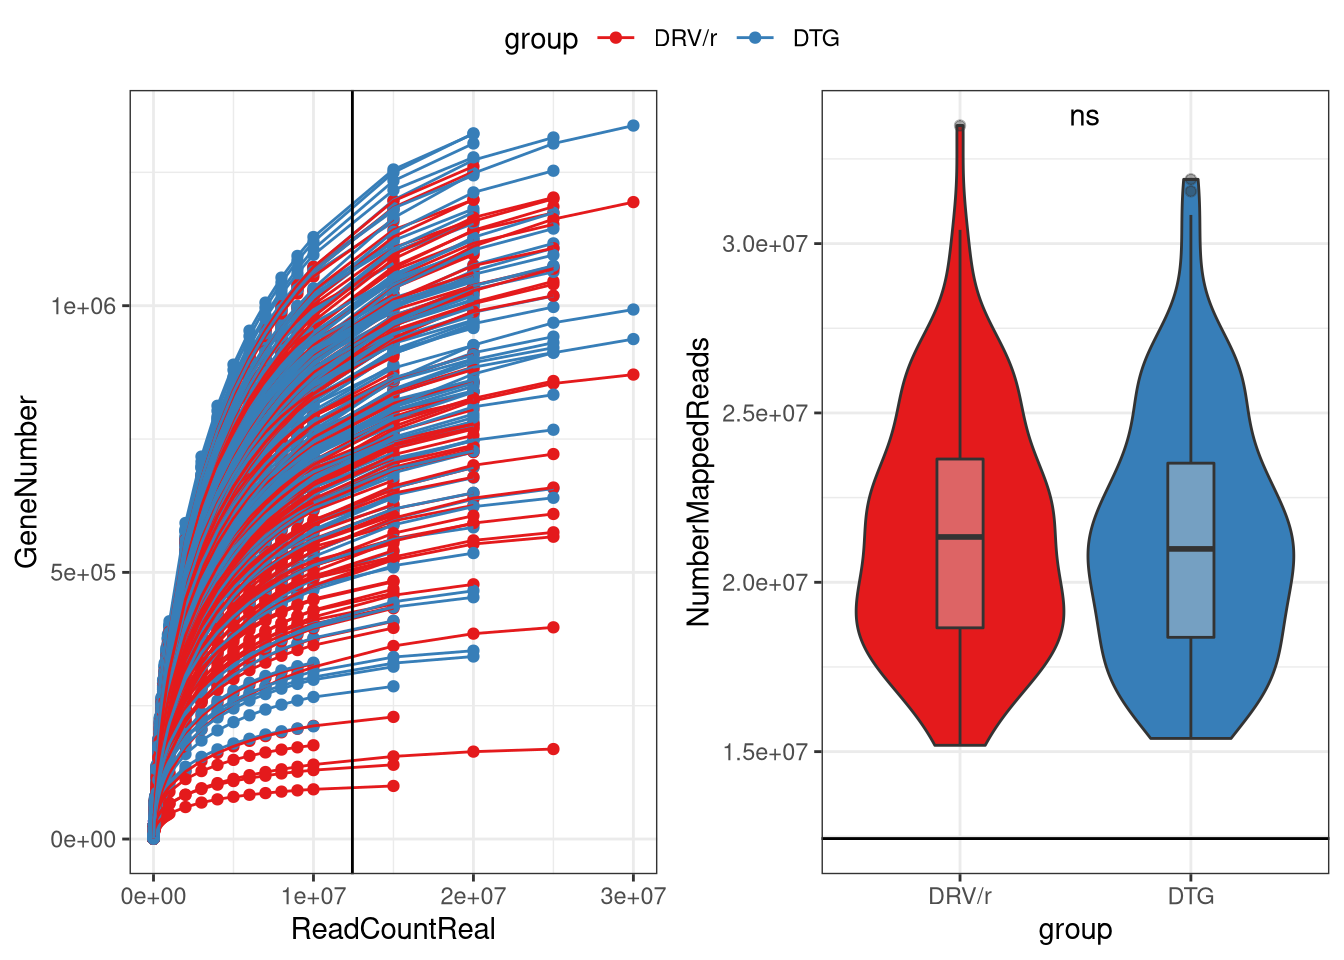 group DRV/r DTG
GeneNumber
1e+06
5e+05
0e+00
0e+00 1e+07 2e+07 3e+07
ReadCountReal
NumberMappedReads
ns
3.0e+07
2.5e+07
2.0e+07
1.5e+07
DRV/r DTG
group